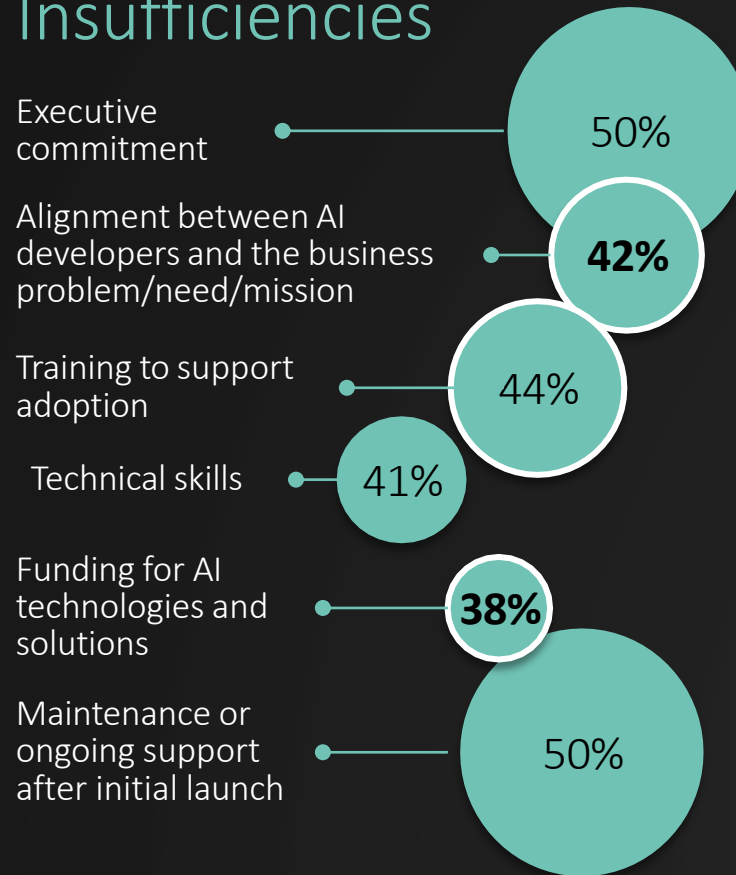 Insufficiencies
Executive
commitment
50%
Alignment between AI
developers and the business
problem/need/mission
42%
Training to support
adoption
44%
Technical skills
41%
Funding for AI
technologies and
solutions
38%
Maintenance or
ongoing support
after initial launch
50%